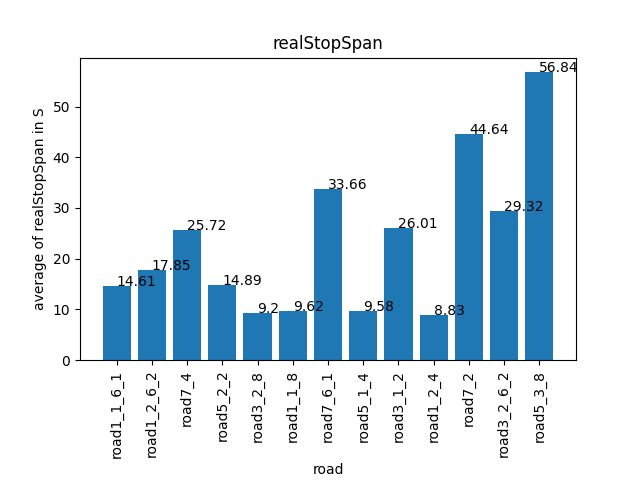 realStopSpan
average of realStopSpan in S
50
40
30
20
10
0
14.61
17.85
25.72
14.89
9.2
9.62
33.66
9.58
26.01
8.83
44.64
29.32
56.84
road1_1_6_1
road1_2_6_2
road7_4
road5_2_2
road3_2_8
road1_1_8
road7_6_1
road5_1_4
road3_1_2
road1_2_4
road7_2
road3_2_6_2
road5_3_8
road